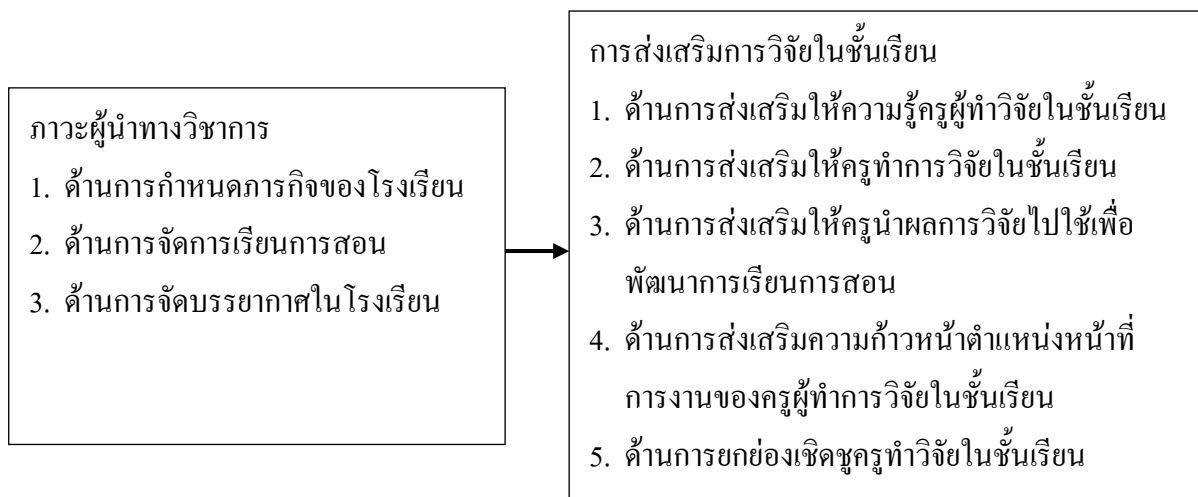 ภาวะผู้นำทางวิชาการ
1. ด้านการกำหนดภารกิจของโรงเรียน
2. ด้านการจัดการเรียนการสอน
3. ด้านการจัดบรรยากาศในโรงเรียน
การส่งเสริมการวิจัยในชั้นเรียน
1. ด้านการส่งเสริมให้ความรู้ครูผู้ทำวิจัยในชั้นเรียน
2. ด้านการส่งเสริมให้ครูทำการวิจัยในชั้นเรียน
3. ด้านการส่งเสริมให้ครูนำผลการวิจัยไปใช้เพื่อ
พัฒนาการเรียนการสอน
4. ด้านการส่งเสริมความก้าวหน้าตำแหน่งหน้าที่
การงานของครูผู้ทำการวิจัยในชั้นเรียน
5. ด้านการยกย่องเชิดชูครูทำวิจัยในชั้นเรียน